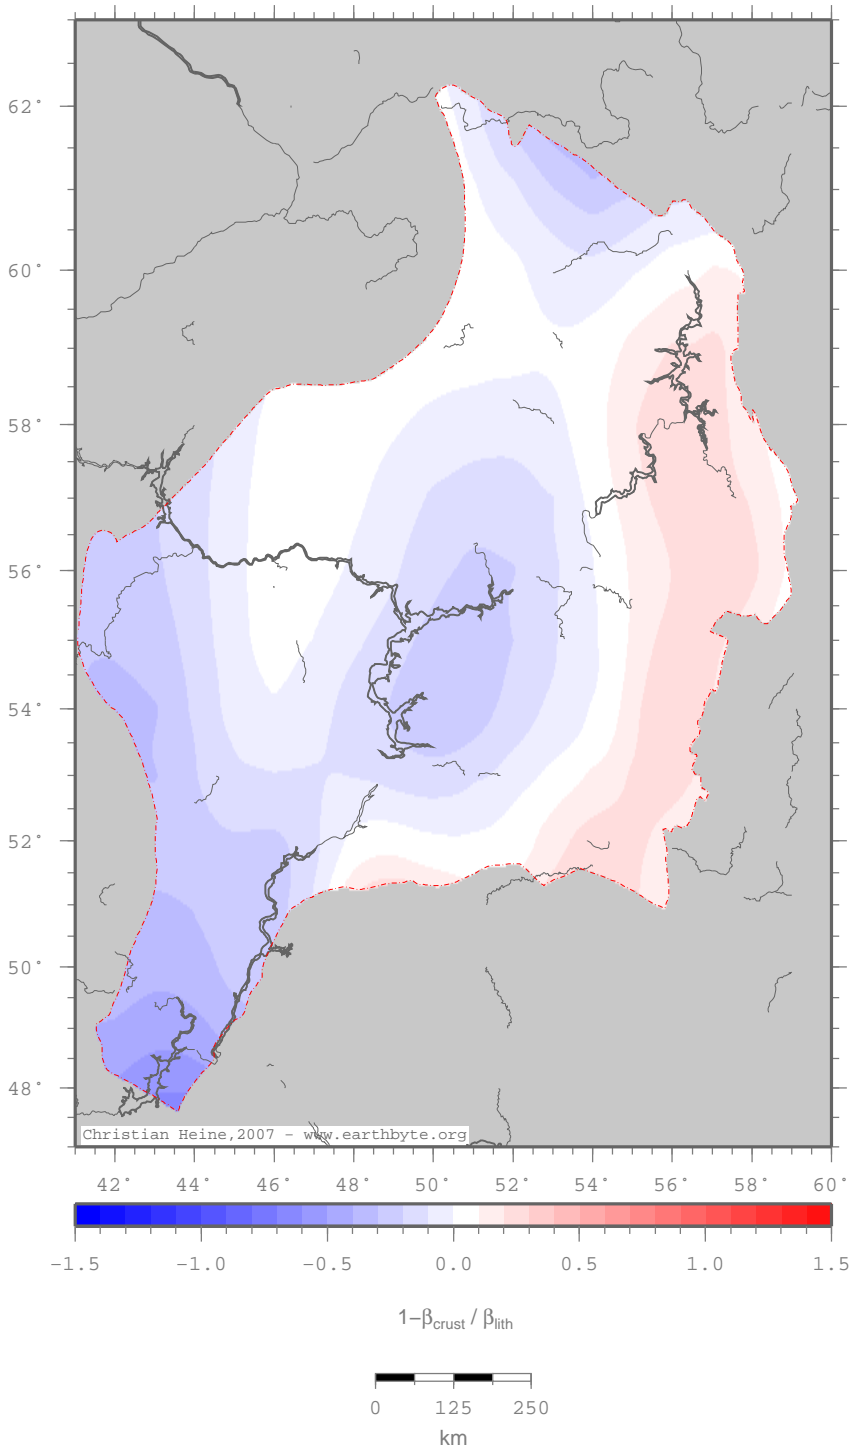 62°
60°
58°
56°
54°
52°
50°
48°
Christian Heine,2007 - www.earthbyte.org
42° 44° 46° 48° 50° 52° 54° 56° 58° 60°
−1.5 −1.0 −0.5 0.0 0.5 1.0 1.5
1−βcrust / βlith
0 125 250
km